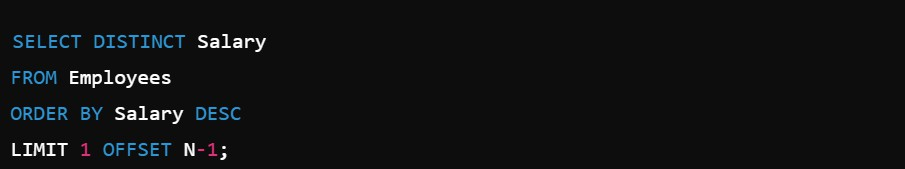 SELECT DISTINCT Salary
FROM Employees
ORDER BY Salary DESC
LIMIT 1 OFFSET N-1;